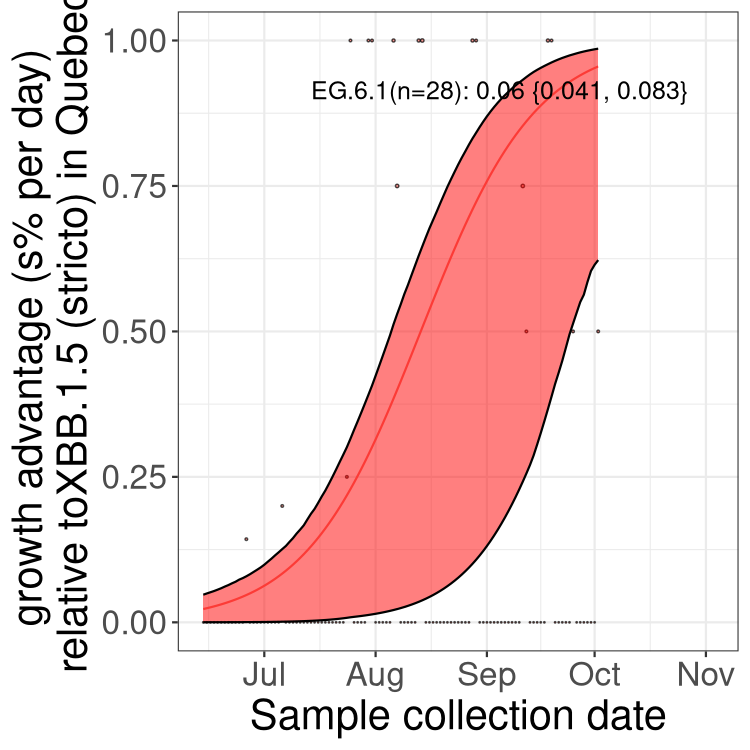 growth advantage (s% per day)
relative toXBB.1.5 (stricto) in Quebec
1.00
0.75
0.50
0.25
0.00
EG.6.1(n=28): 0.06 {0.041, 0.083}
Jul Aug Sep Oct Nov
Sample collection date